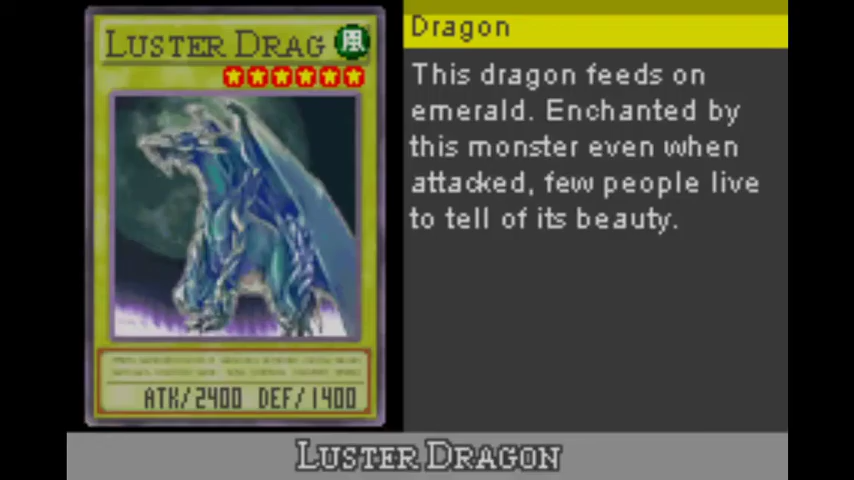 LUSTER DRAG 風
ATK/2400 DEF/1400
Dragon
This dragon feeds on
emerald. Enchanted by
this monster even when
attacked, few people live
to tell of its beauty.
LUSTER DRAGON